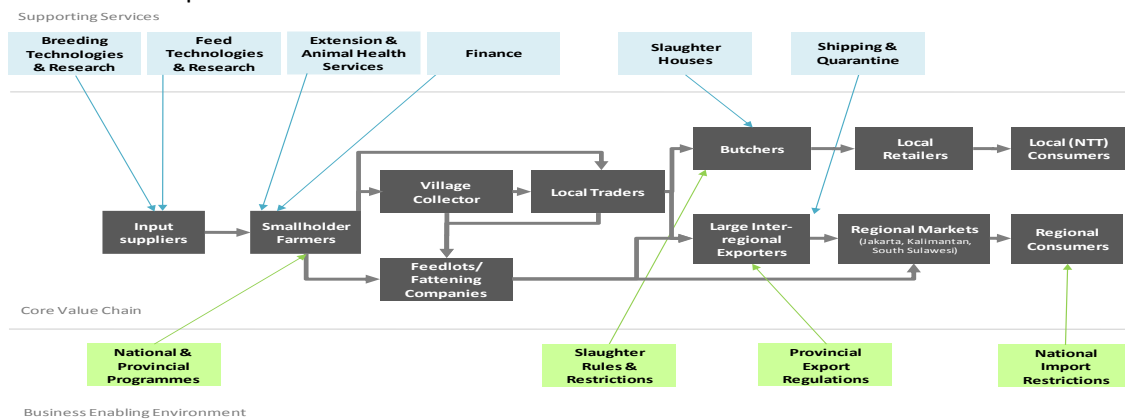 Supporting Services
Breeding
Technologies
& Research
Feed
Technologies
& Research
Extension &
Animal Health
Services
Finance
Slaughter
Houses
Shipping &
Quarantine
Butchers
Local
Retailers
Local (NTT)
Consumers
Village
Collector
Local Traders
Input
suppliers
Smallholder
Farmers
Large Inter-
regional
Exporters
Regional Markets
(Jakarta, Kalimantan,
South Sulawesi)
Regional
Consumers
Feedlots/
Fattening
Companies
Core Value Chain
National &
Provincial
Programmes
Slaughter
Rules &
Restrictions
Provincial
Export
Regulations
National
Import
Restrictions
Business Enabling Environment